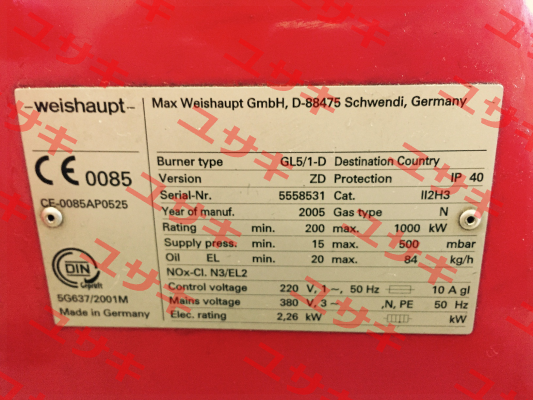 -weishaupt-
Max Weishaupt GmbH, D-88475 Schwendi, Germany
CE 0085
CE-0085AP0525
DIN
geprüft
5G637/2001M
Made in Germany
Burner type GL5/1-D Destination Country
Version ZD Protection IP 40
Serial-Nr. 5558531 Cat. II2H3
Year of manuf. 2005 Gas type N
Rating min. 200 max. 1000 kW
Supply press. min. 15 max. 500 mbar
Oil EL min. 20 max. 84 kg/h
NOx-Cl. N3/EL2
Control voltage 220 V, 1~, 50 Hz 10 A gl
Mains voltage 380 V, 3~ ,N, PE 50 Hz
Elec. rating 2,26 kW kW
ユサキ